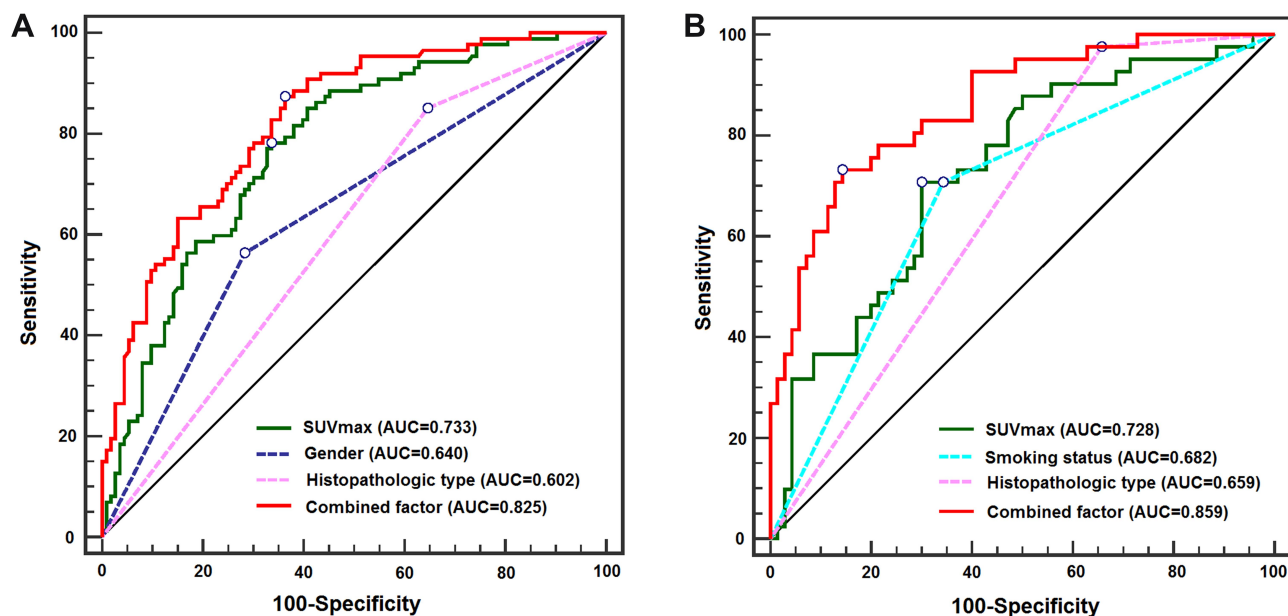 A
100
80
60
40
20
0
Sensitivity
SUVmax (AUC=0.733)
Gender (AUC=0.640)
Histopathologic type (AUC=0.602)
Combined factor (AUC=0.825)
0 20 40 60 80 100
100-Specificity
B
100
80
60
40
20
0
Sensitivity
SUVmax (AUC=0.728)
Smoking status (AUC=0.682)
Histopathologic type (AUC=0.659)
Combined factor (AUC=0.859)
0 20 40 60 80 100
100-Specificity